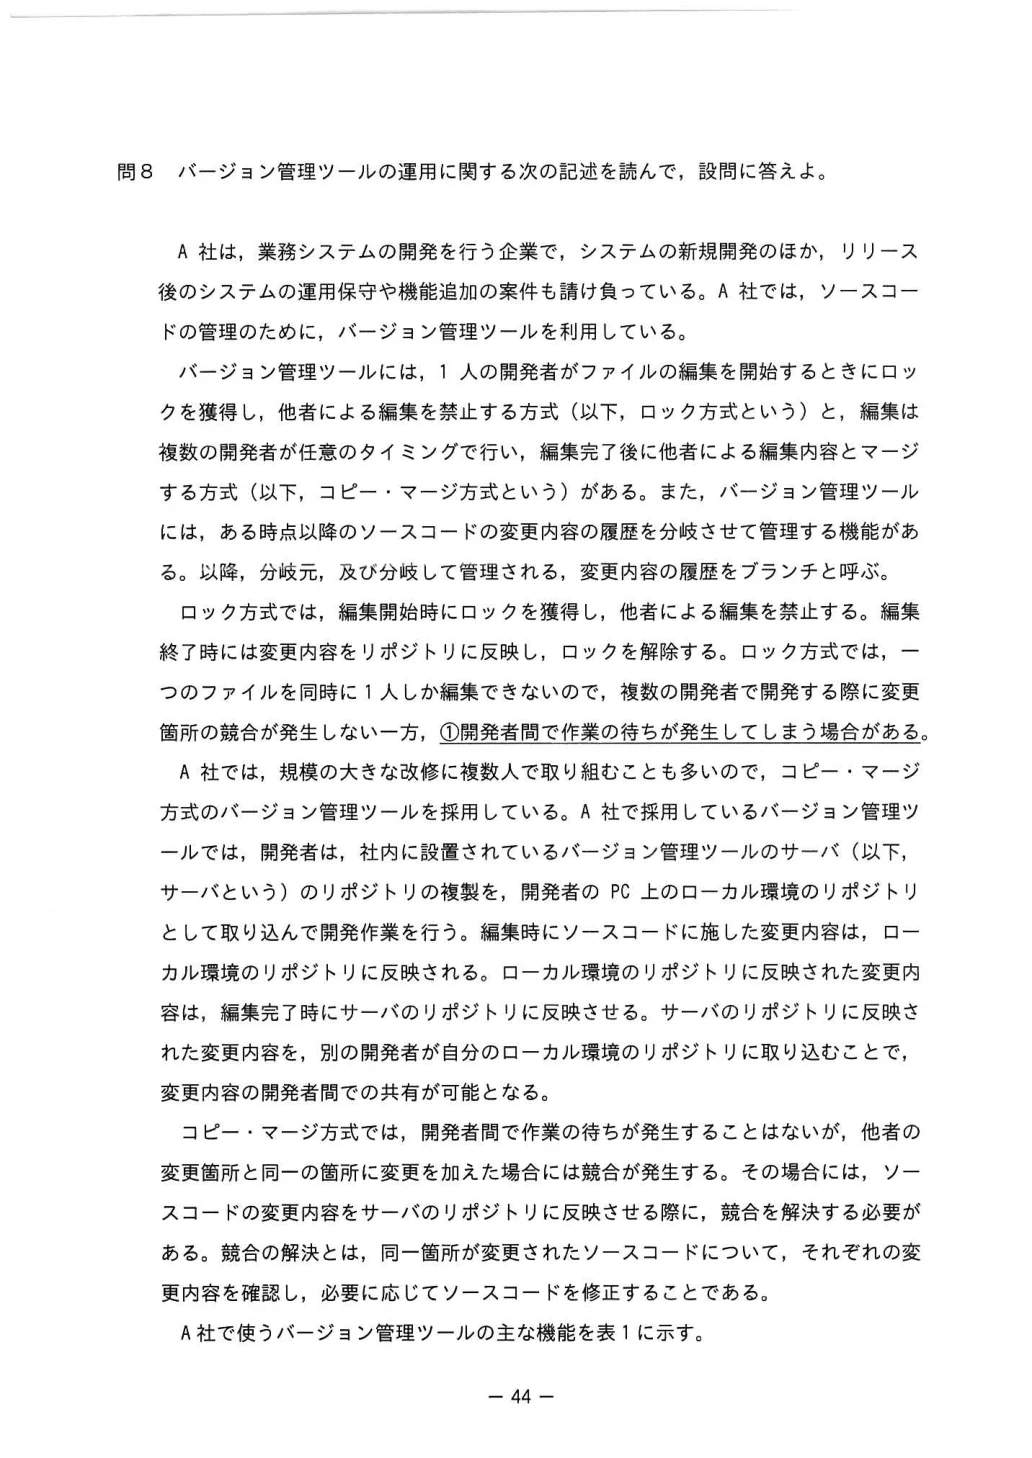 問8 バージョン管理ツールの運用に関する次の記述を読んで，設問に答えよ。
A 社は，業務システムの開発を行う企業で，システムの新規開発のほか，リリース
後のシステムの運用保守や機能追加の案件も請け負っている。A 社では，ソースコー
ドの管理のために，バージョン管理ツールを利用している。
バージョン管理ツールには，1 人の開発者がファイルの編集を開始するときにロッ
クを獲得し，他者による編集を禁止する方式（以下，ロック方式という）と，編集は
複数の開発者が任意のタイミングで行い，編集完了後に他者による編集内容とマージ
する方式（以下，コピー・マージ方式という）がある。また，バージョン管理ツール
には，ある時点以降のソースコードの変更内容の履歴を分岐させて管理する機能があ
る。以降，分岐元，及び分岐して管理される，変更内容の履歴をブランチと呼ぶ。
ロック方式では，編集開始時にロックを獲得し，他者による編集を禁止する。編集
終了時には変更内容をリポジトリに反映し，ロックを解除する。ロック方式では，一
つのファイルを同時に1人しか編集できないので，複数の開発者で開発する際に変更
箇所の競合が発生しない一方，①開発者間で作業の待ちが発生してしまう場合がある。
A 社では，規模の大きな改修に複数人で取り組むことも多いので，コピー・マージ
方式のバージョン管理ツールを採用している。A 社で採用しているバージョン管理ツ
ールでは，開発者は，社内に設置されているバージョン管理ツールのサーバ（以下，
サーバという）のリポジトリの複製を，開発者の PC 上のローカル環境のリポジトリ
として取り込んで開発作業を行う。編集時にソースコードに施した変更内容は，ロー
カル環境のリポジトリに反映される。ローカル環境のリポジトリに反映された変更内
容は，編集完了時にサーバのリポジトリに反映させる。サーバのリポジトリに反映さ
れた変更内容を，別の開発者が自分のローカル環境のリポジトリに取り込むことで，
変更内容の開発者間での共有が可能となる。
コピー・マージ方式では，開発者間で作業の待ちが発生することはないが，他者の
変更箇所と同一の箇所に変更を加えた場合には競合が発生する。その場合には，ソー
スコードの変更内容をサーバのリポジトリに反映させる際に，競合を解決する必要が
ある。競合の解決とは，同一箇所が変更されたソースコードについて，それぞれの変
更内容を確認し，必要に応じてソースコードを修正することである。
A社で使うバージョン管理ツールの主な機能を表1に示す。
－ 44 －